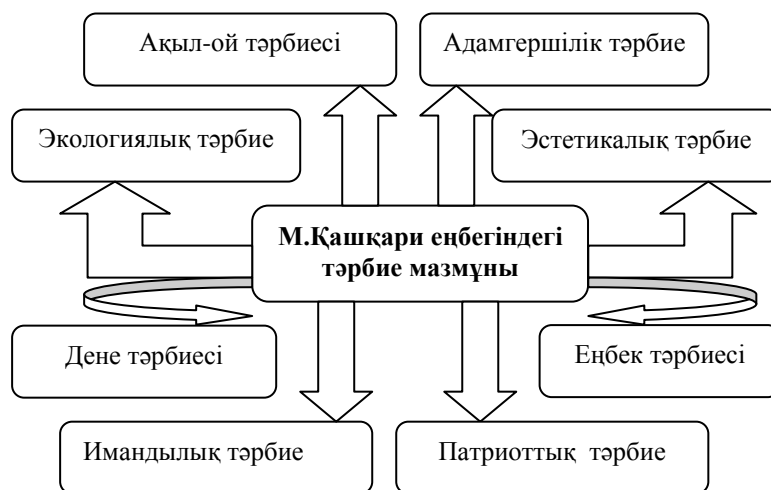 Ақыл-ой тәрбиесі
Адамгершілік тәрбие
Экологиялық тәрбие
Эстетикалық тәрбие
М.Қашқари еңбегіндегі
тәрбие мазмұны
Дене тәрбиесі
Еңбек тәрбиесі
Имандылық тәрбие
Патриоттық тәрбие